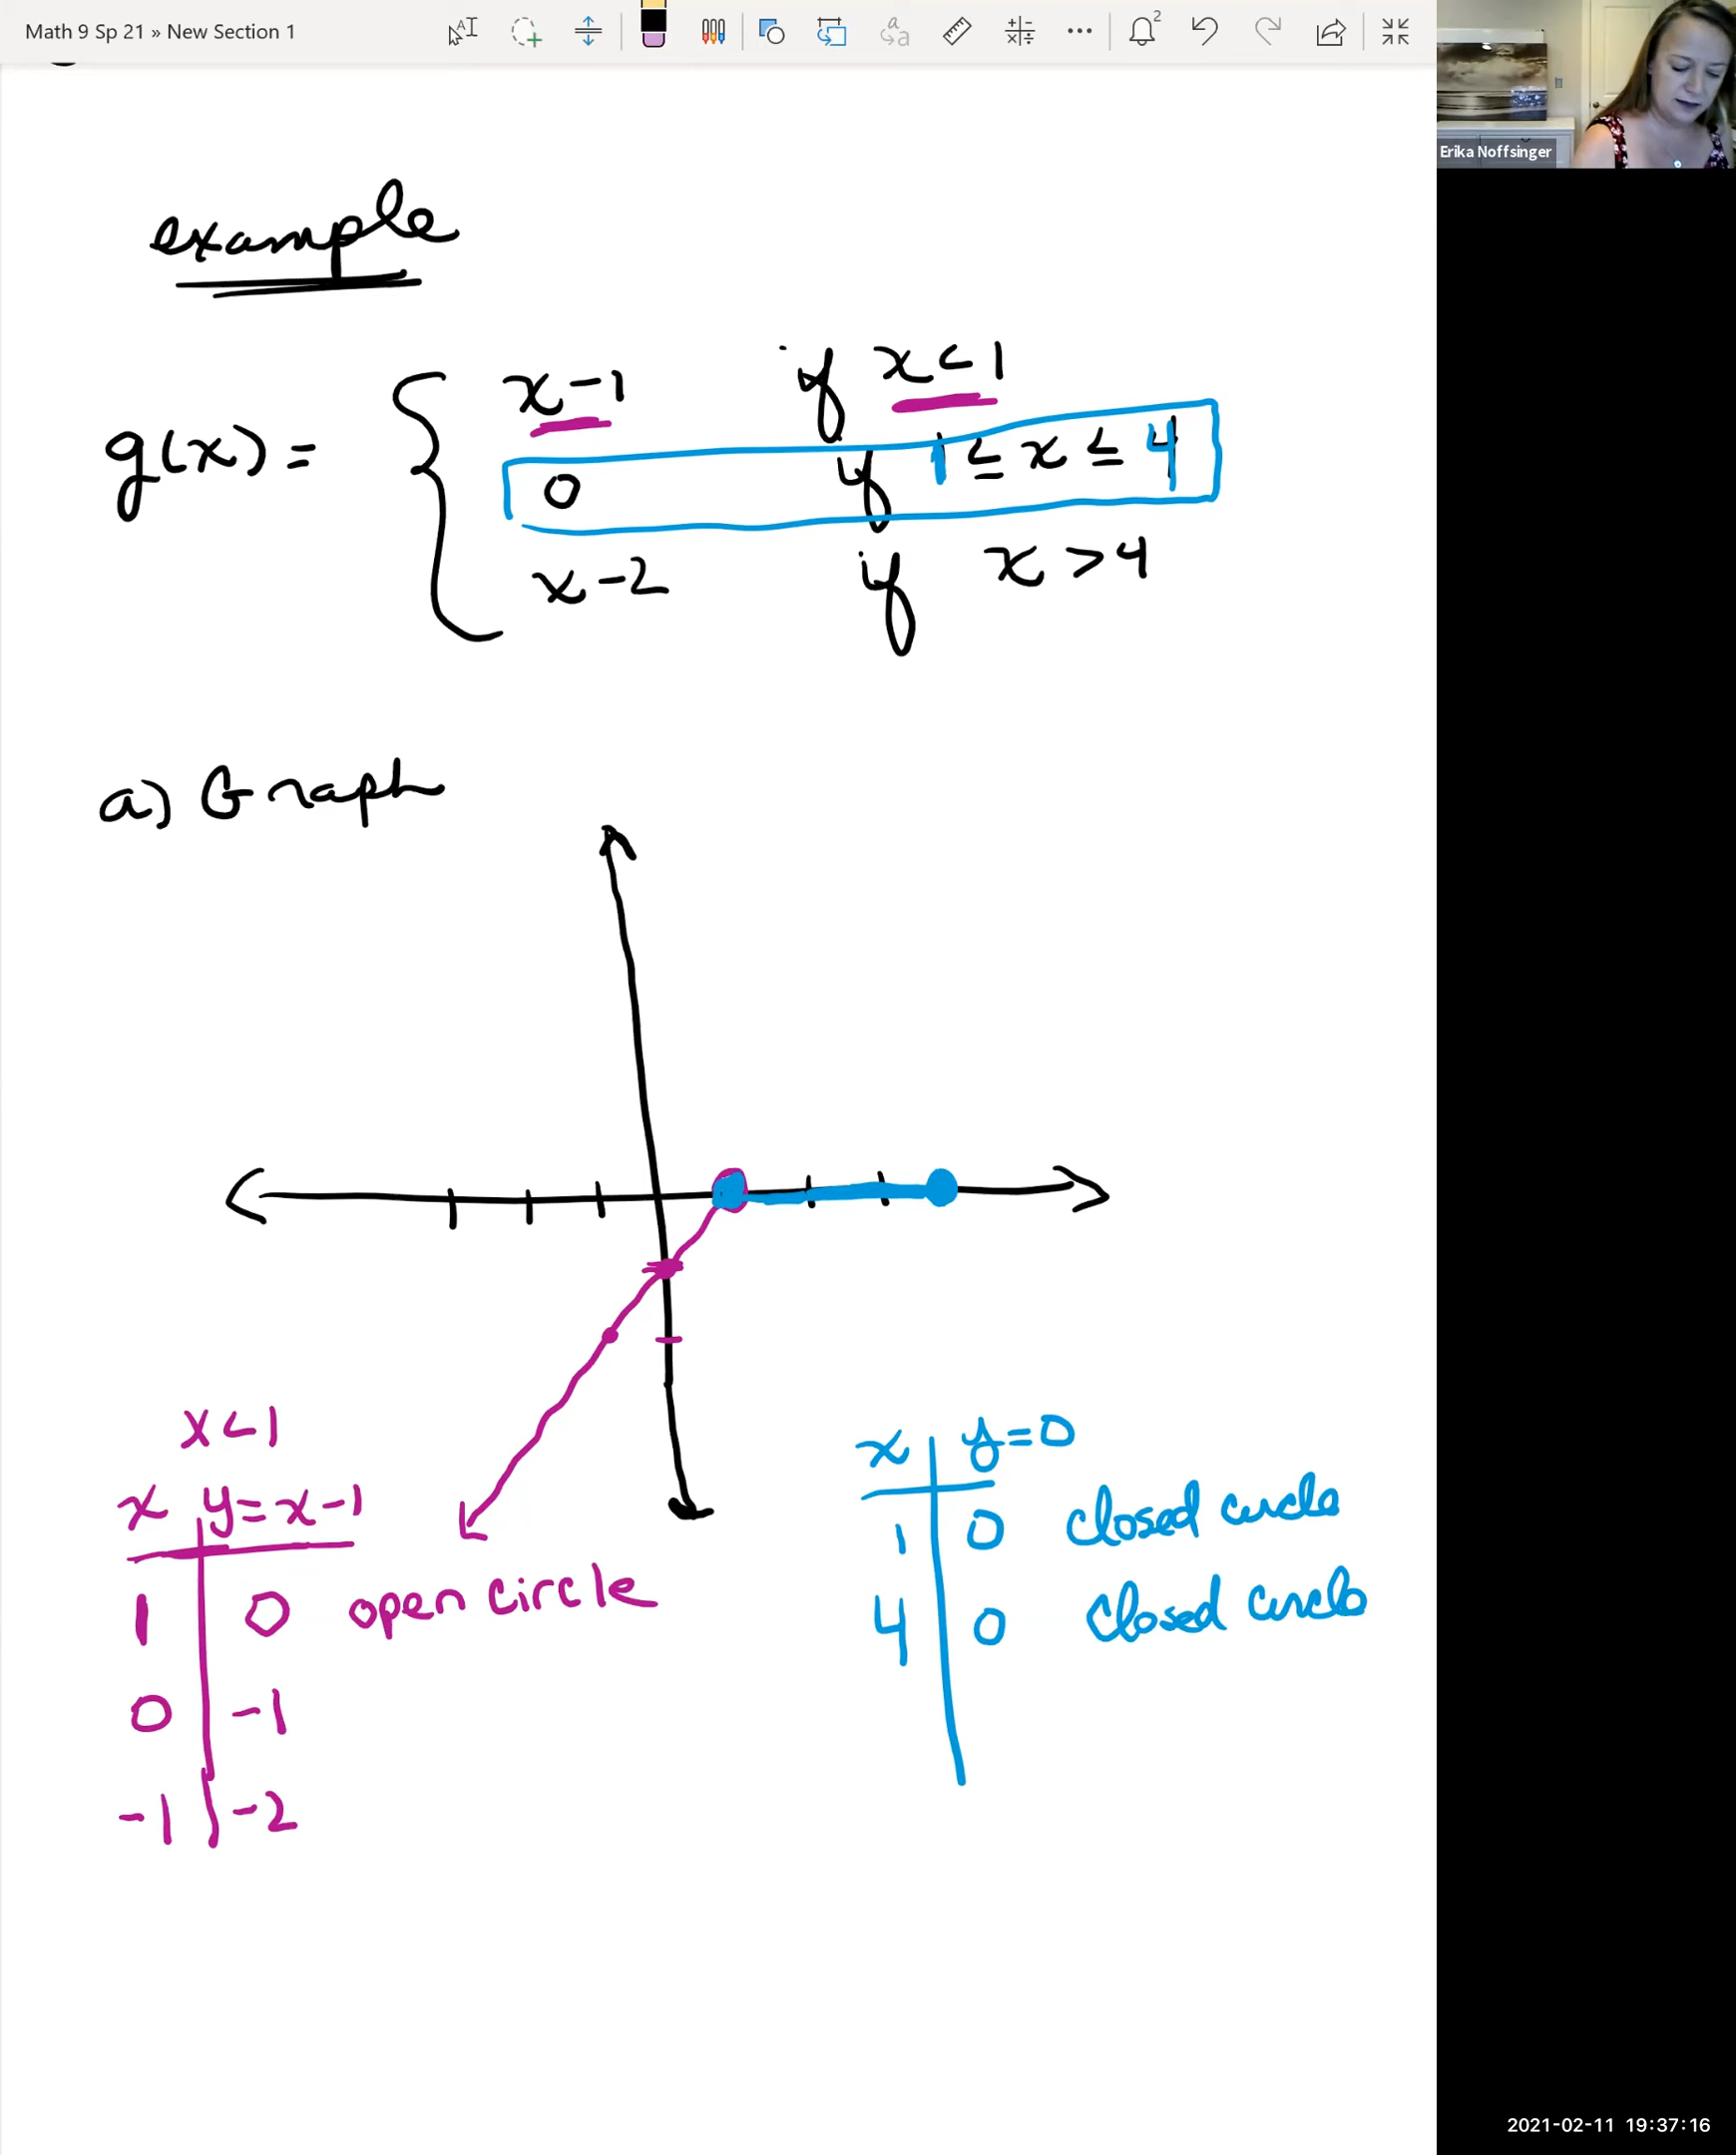 Math 9 Sp 21 » New Section 1
2
Erika Noffsinger
example
g(x) = { x-1 if x<1
0 if 1 ≤ x ≤ 4
x-2 if x >4
a) Graph
x<1
x y=x-1
1 0 open circle
0 -1
-1 -2
x y=0
1 0 closed circle
4 0 closed circle
2021-02-11 19:37:16